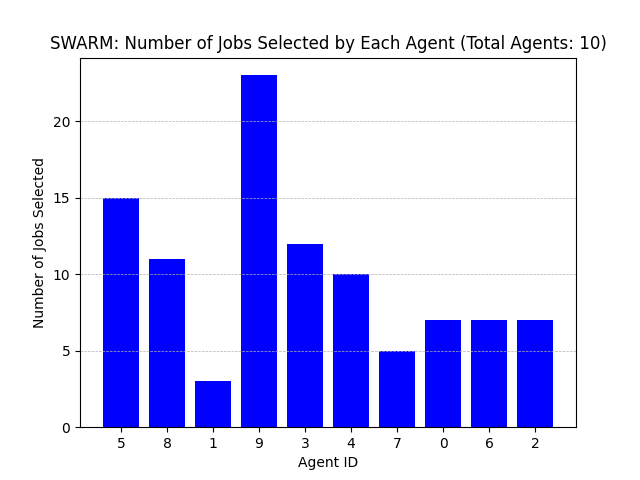 SWARM: Number of Jobs Selected by Each Agent (Total Agents: 10)
Number of Jobs Selected
20
15
10
5
0
5 8 1 9 3 4 7 0 6 2
Agent ID